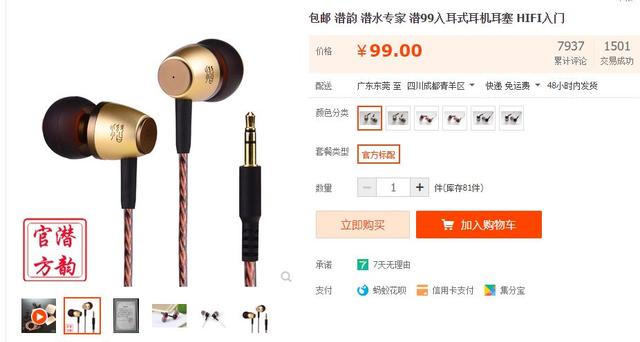 包邮 潜韵 潜水专家 潜99入耳式耳机耳塞 HIFI入门
价格
¥99.00
7937
累计评论
1501
交易成功
配送
广东东莞 至 四川成都青羊区 快递 免运费 48小时内发货
颜色分类
套餐类型
官方标配
数量
1
件(库存81件)
立即购买
加入购物车
承诺
7天无理由
支付
蚂蚁花呗
信用卡支付
集分宝
官潜
方韵